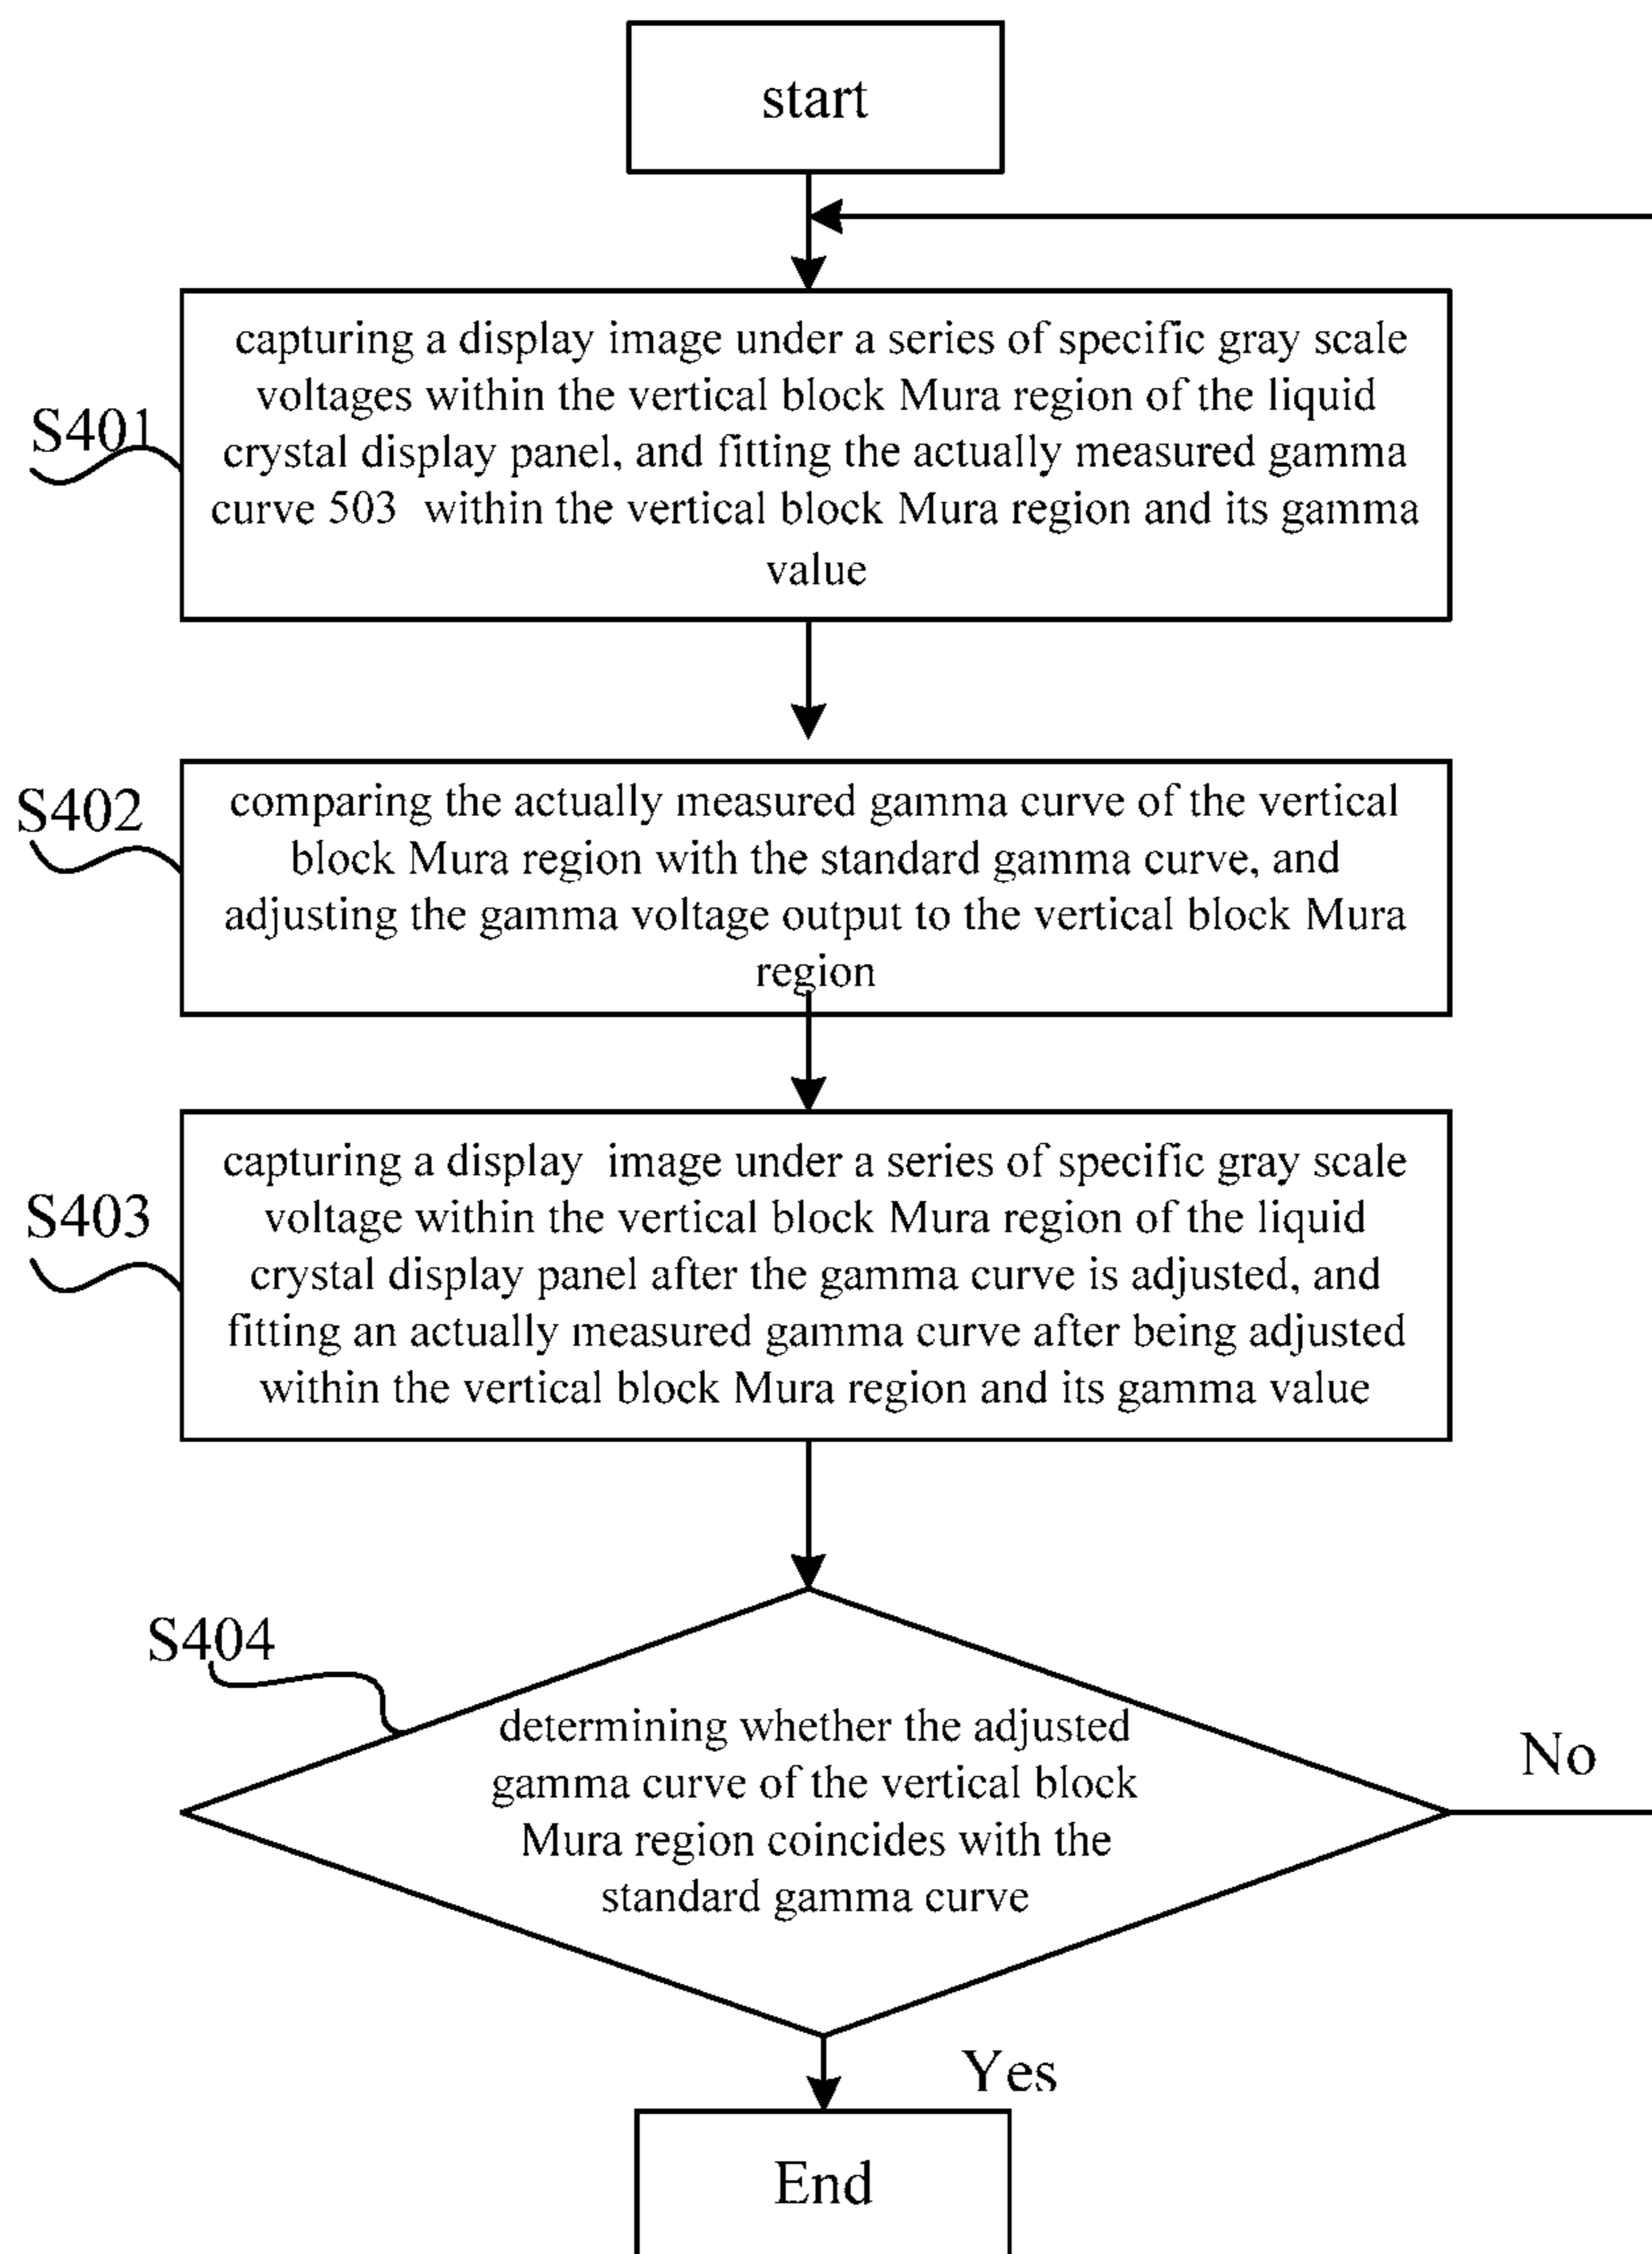 start
capturing a display image under a series of specific gray scale
voltages within the vertical block Mura region of the liquid
crystal display panel, and fitting the actually measured gamma
curve 503 within the vertical block Mura region and its gamma
value
S401
comparing the actually measured gamma curve of the vertical
block Mura region with the standard gamma curve, and
adjusting the gamma voltage output to the vertical block Mura
region
S402
capturing a display image under a series of specific gray scale
voltage within the vertical block Mura region of the liquid
crystal display panel after the gamma curve is adjusted, and
fitting an actually measured gamma curve after being adjusted
within the vertical block Mura region and its gamma value
S403
S404
determining whether the adjusted
gamma curve of the vertical block
Mura region coincides with the
standard gamma curve
No
Yes
End